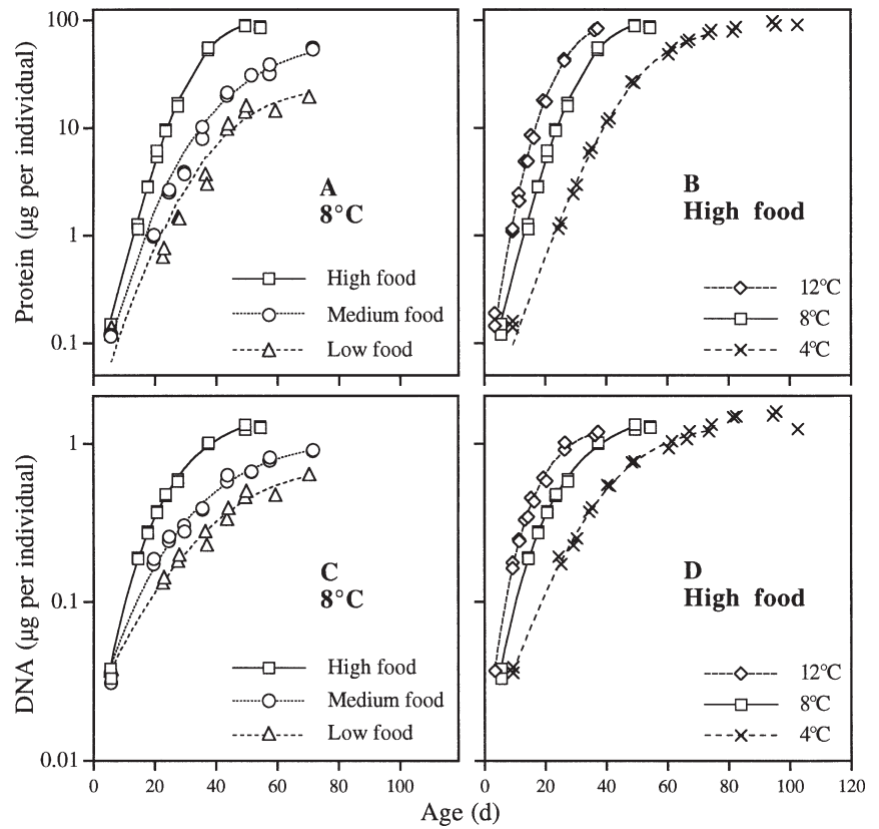 Protein (µg per individual)
100
10
1
0.1
A
8°C
High food
Medium food
Low food
B
High food
12°C
8°C
4°C
DNA (µg per individual)
1
0.1
0.01
C
8°C
High food
Medium food
Low food
D
High food
12°C
8°C
4°C
0 20 40 60 80 100
0 20 40 60 80 100 120
Age (d)